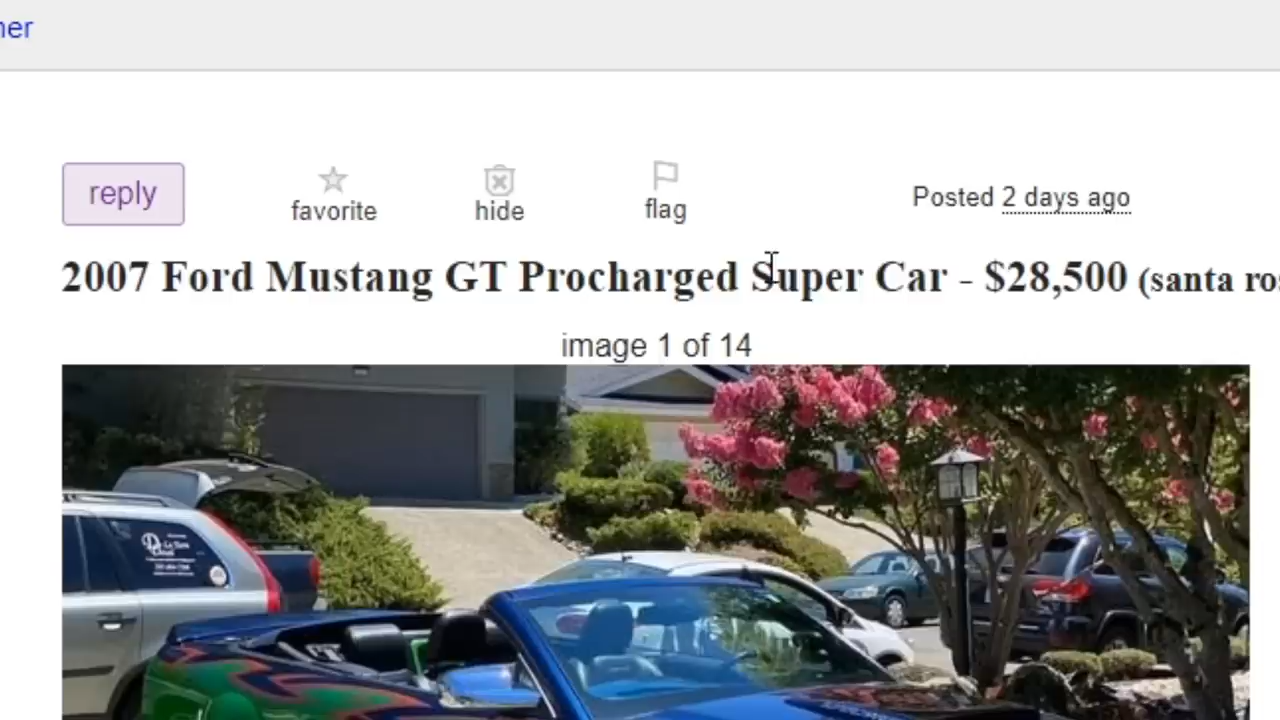 ner
reply
favorite
hide
flag
Posted 2 days ago
2007 Ford Mustang GT Procharged Super Car - $28,500 (santa ros
image 1 of 14